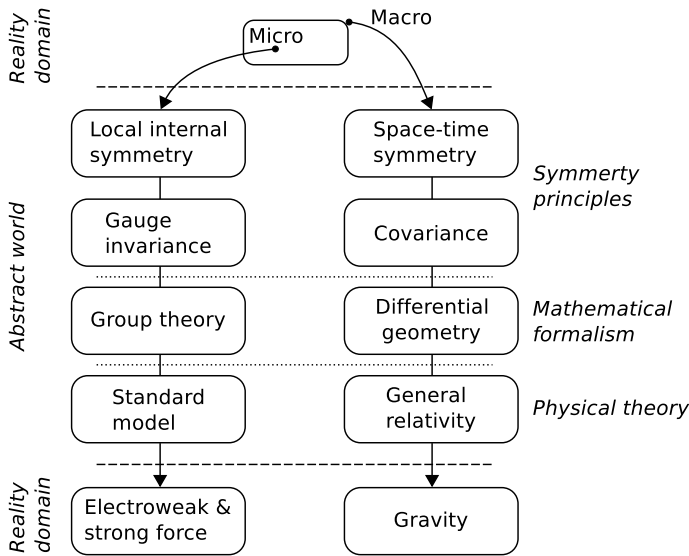 Reality
domain
Micro
Macro
Local internal
symmetry
Space-time
symmetry
Symmerty
principles
Abstract world
Gauge
invariance
Covariance
Group theory
Differential
geometry
Mathematical
formalism
Standard
model
General
relativity
Physical theory
Reality
domain
Electroweak &
strong force
Gravity